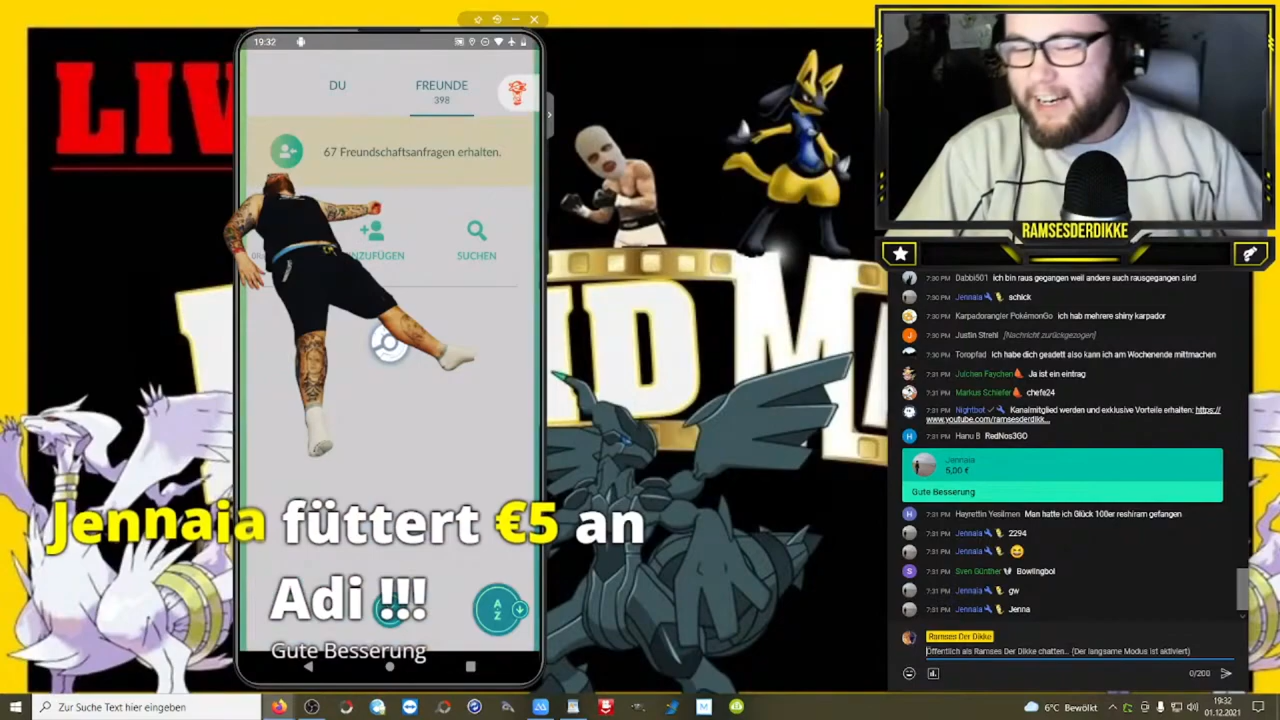 LIV
19:32
DU
FREUNDE
398
67 Freundschaftsanfragen erhalten.
NZUFÜGEN
SUCHEN
Jennaia füttert €5 an
Adi !!!
Gute Besserung
A
Z
RAMSESDERDIKKE
7:30 PM Dabbi501 ich bin raus gegangen weil andere auch rausgegangen sind
7:30 PM Jennaia schick
7:30 PM Karpadorangler PokémonGo ich hab mehrere shiny karpador
7:30 PM Justin Strehl [Nachricht zurückgezogen]
7:30 PM Toropfad Ich habe dich geadett also kann ich am Wochenende mittmachen
7:31 PM Julchen Faychen Ja ist ein eintrag
7:31 PM Markus Schiefer chefe24
7:31 PM Nightbot Kanalmitglied werden und exklusive Vorteile erhalten: https://
www.youtube.com/ramsesderdikk...
H 7:31 PM Hanu B RedNos3GO
Jennaia
5,00 €
Gute Besserung
H 7:31 PM Hayrettin Yesilmen Man hatte ich Glück 100er reshiram gefangen
7:31 PM Jennaia 2294
7:31 PM Jennaia
S 7:31 PM Sven Günther Bowlingbol
7:31 PM Jennaia gw
7:31 PM Jennaia Jenna
Ramses Der Dikke
Öffentlich als Ramses Der Dikke chatten... (Der langsame Modus ist aktiviert)
0/200
Zur Suche Text hier eingeben
6°C Bewölkt
19:32
01.12.2021